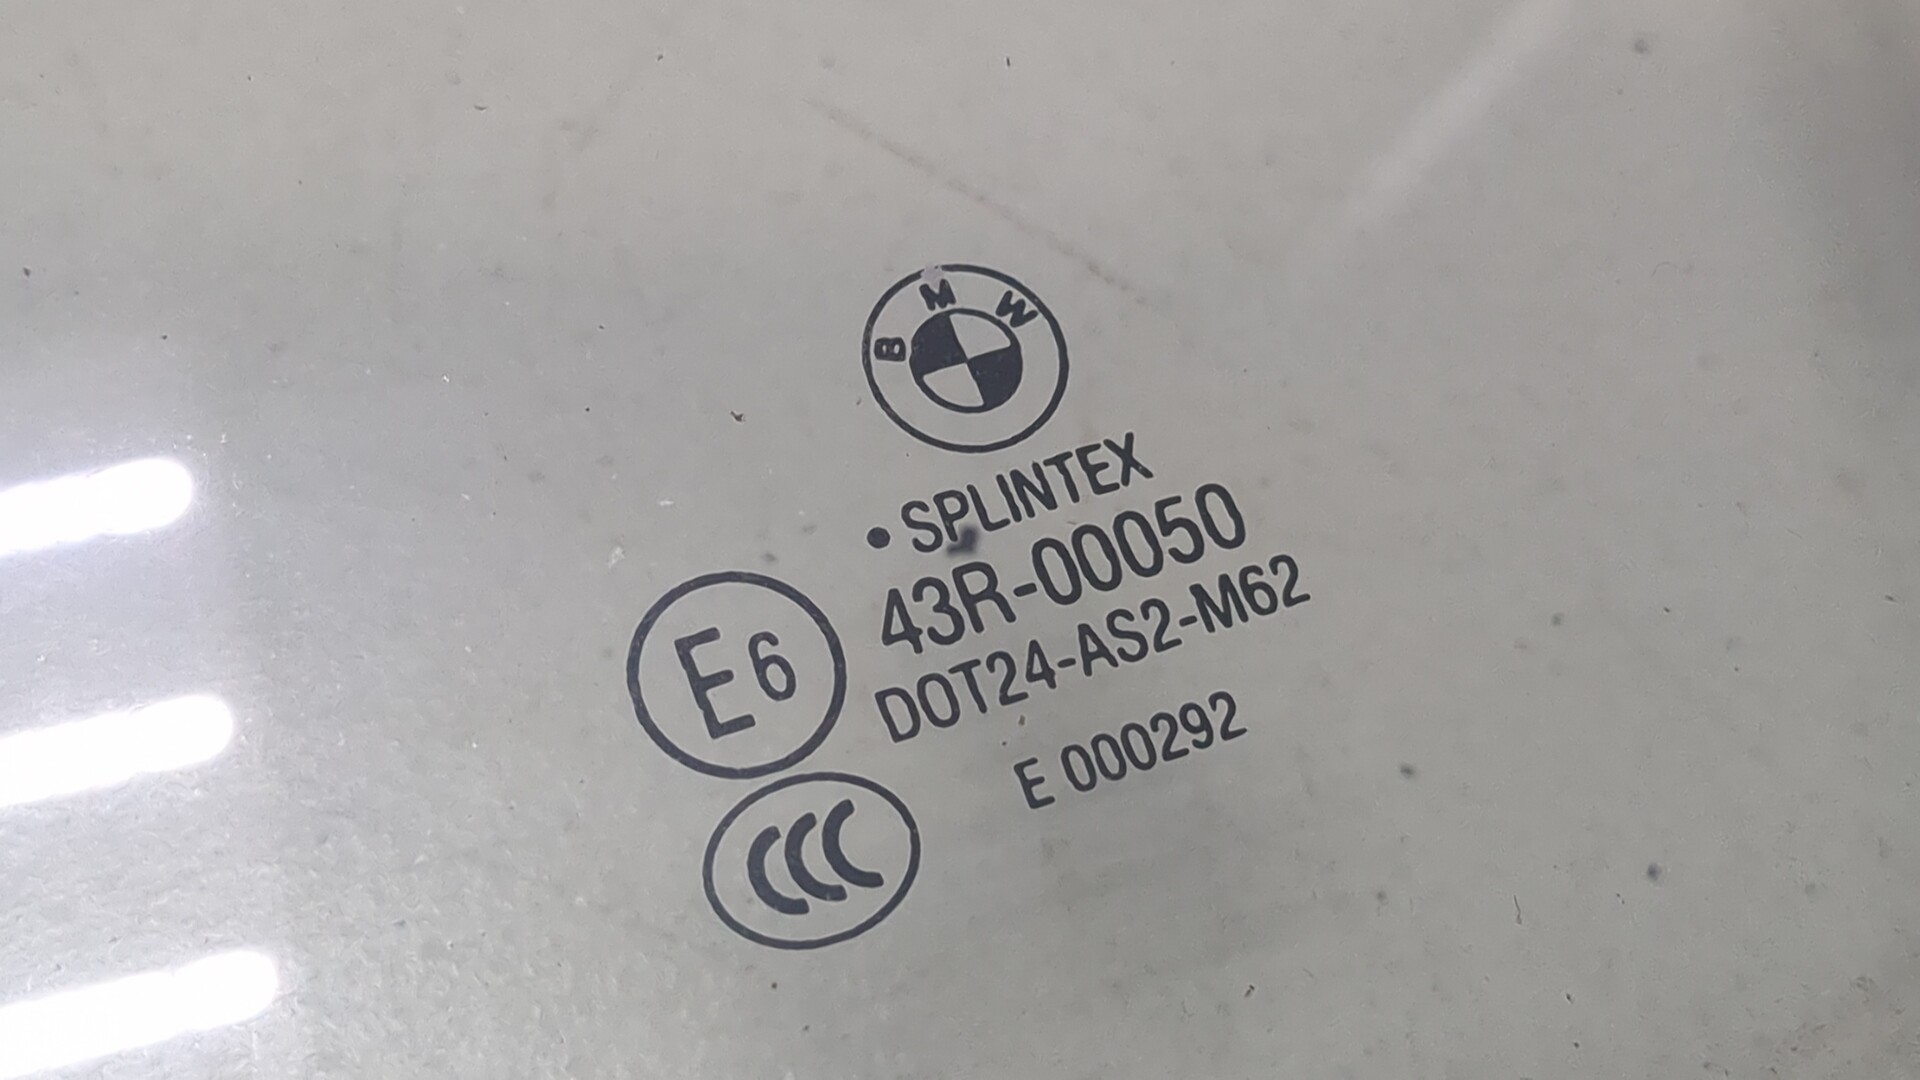 BMW
• SPLINTEX
43R-00050
DOT24-AS2-M62
E6
E 000292
CCC